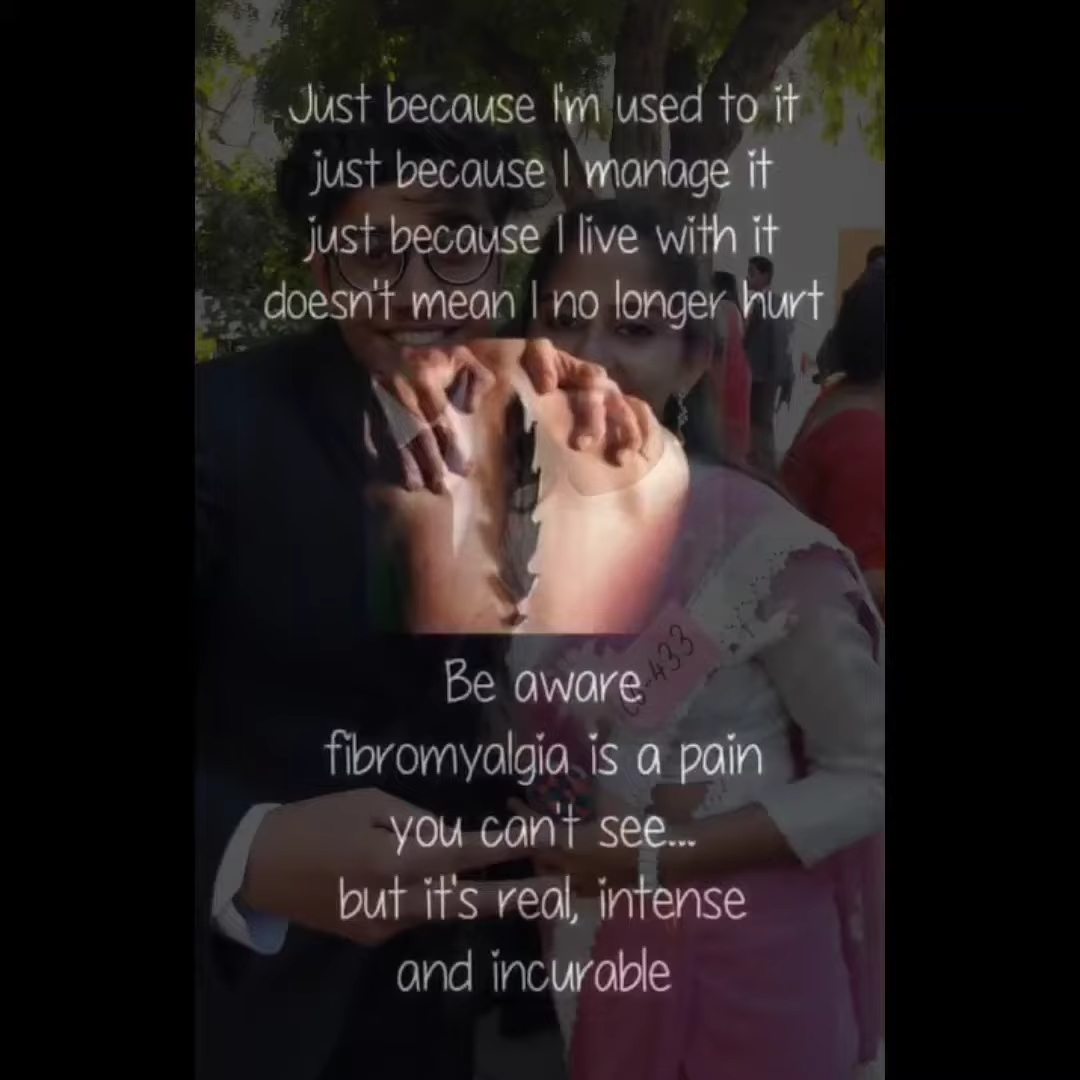 Just because I'm used to it
just because I manage it
just because I live with it
doesn't mean I no longer hurt
Be aware
fibromyalgia is a pain
you can't see...
but it's real, intense
and incurable